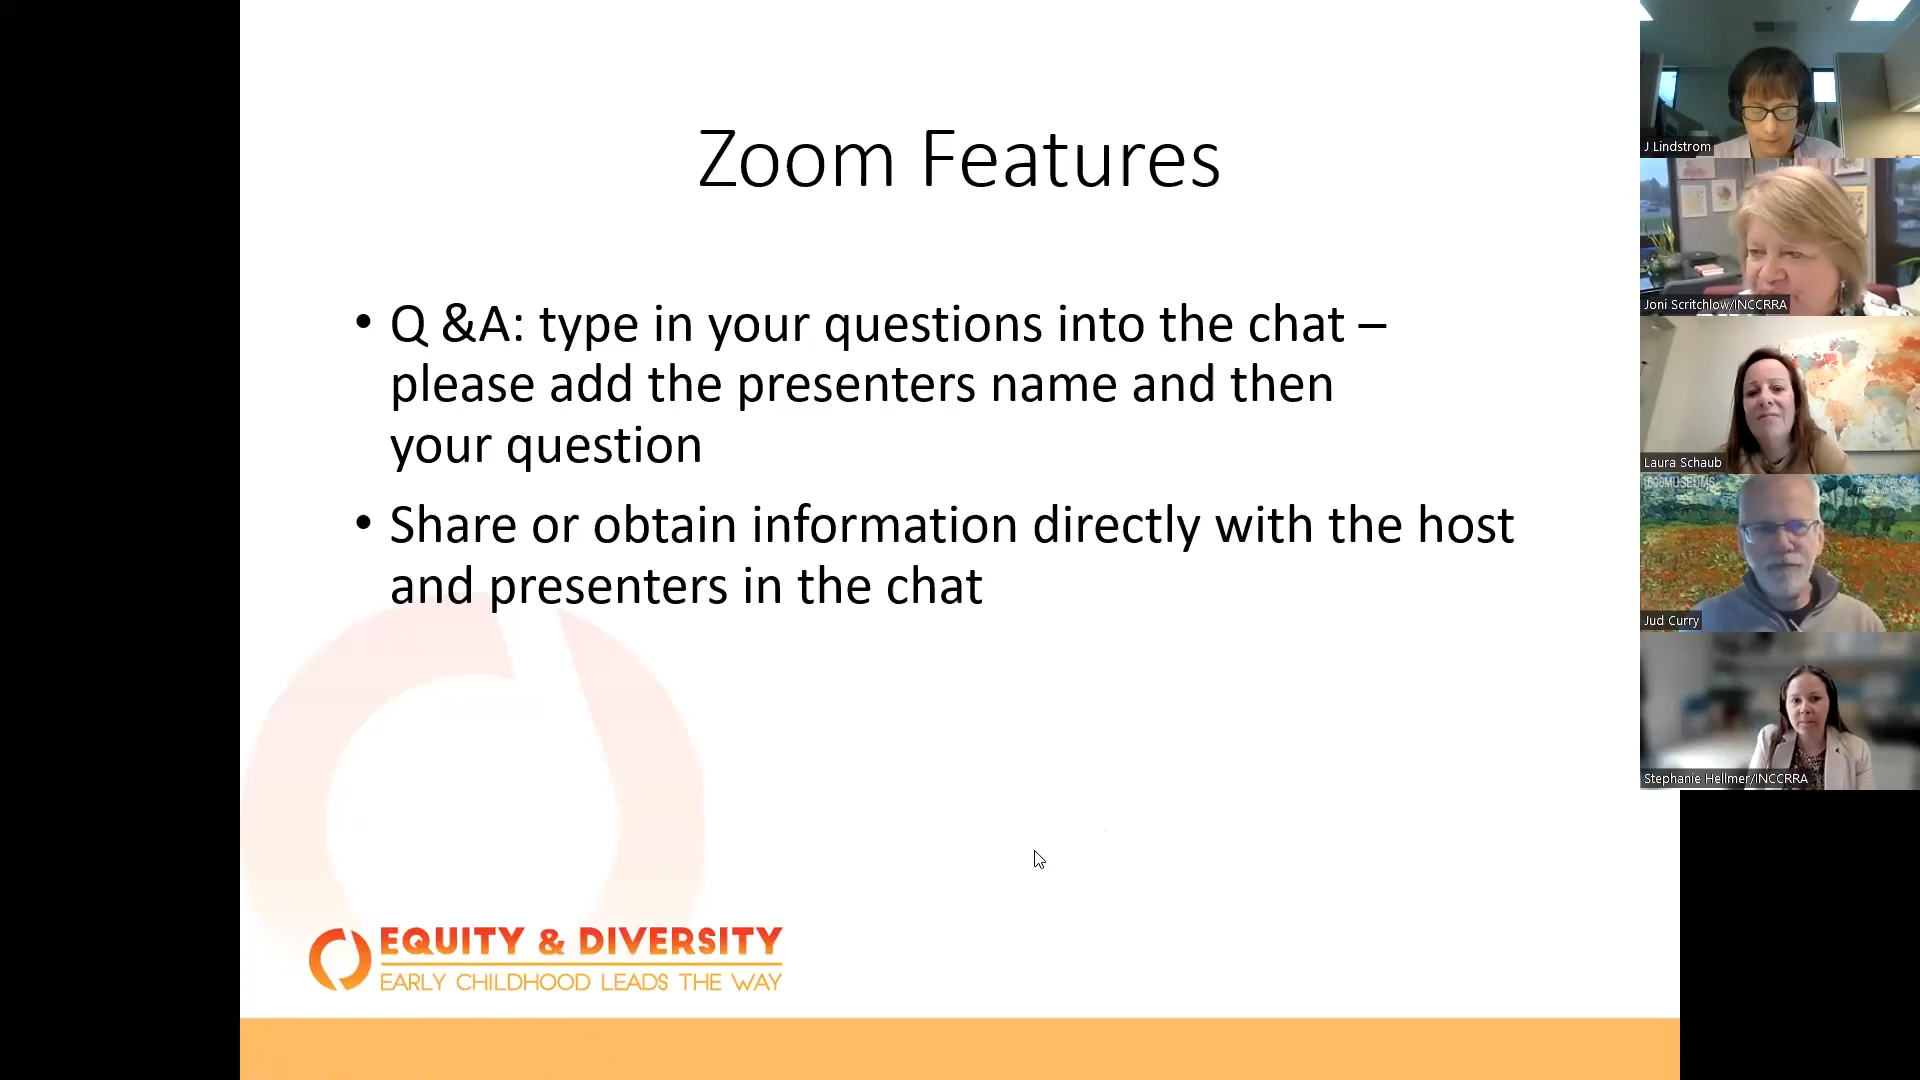 Zoom Features
• Q &A: type in your questions into the chat –
please add the presenters name and then
your question
• Share or obtain information directly with the host
and presenters in the chat
EQUITY & DIVERSITY
EARLY CHILDHOOD LEADS THE WAY
J Lindstrom
Joni Scritchlow/INCCRRA
Laura Schaub
1000MUSEUMS
Jud Curry
Stephanie Hellmer/INCCRRA